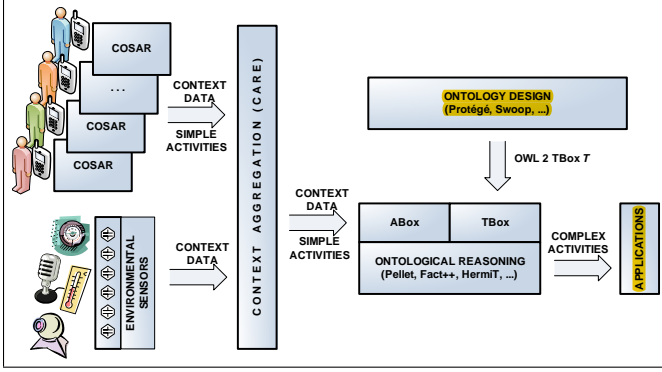 COSAR
. . .
COSAR
COSAR
CONTEXT
DATA
SIMPLE
ACTIVITIES
ENVIRONMENTAL
SENSORS
CONTEXT
DATA
CONTEXT AGGREGATION (CARE)
CONTEXT
DATA
SIMPLE
ACTIVITIES
ONTOLOGY DESIGN
(Protégé, Swoop, ...)
OWL 2 TBox T
ABox
TBox
ONTOLOGICAL REASONING
(Pellet, Fact++, HermiT, ...)
COMPLEX
ACTIVITIES
APPLICATIONS